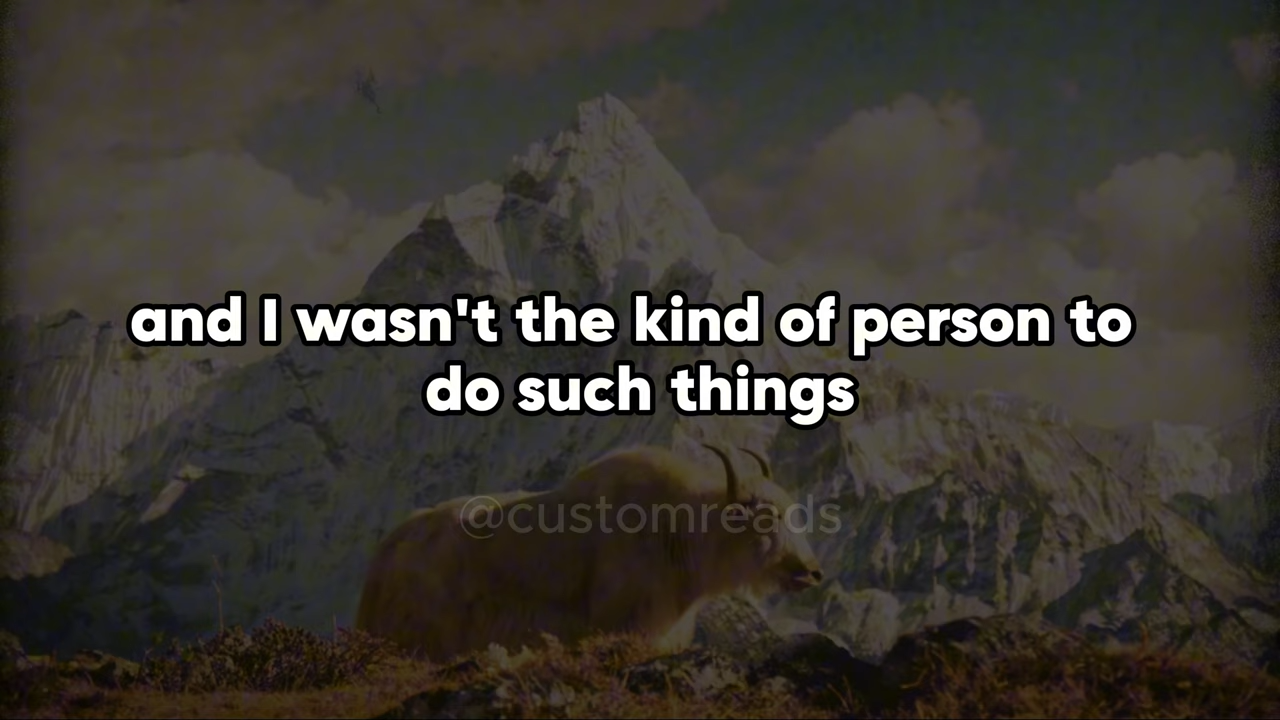 and I wasn't the kind of person to
do such things
@customreads